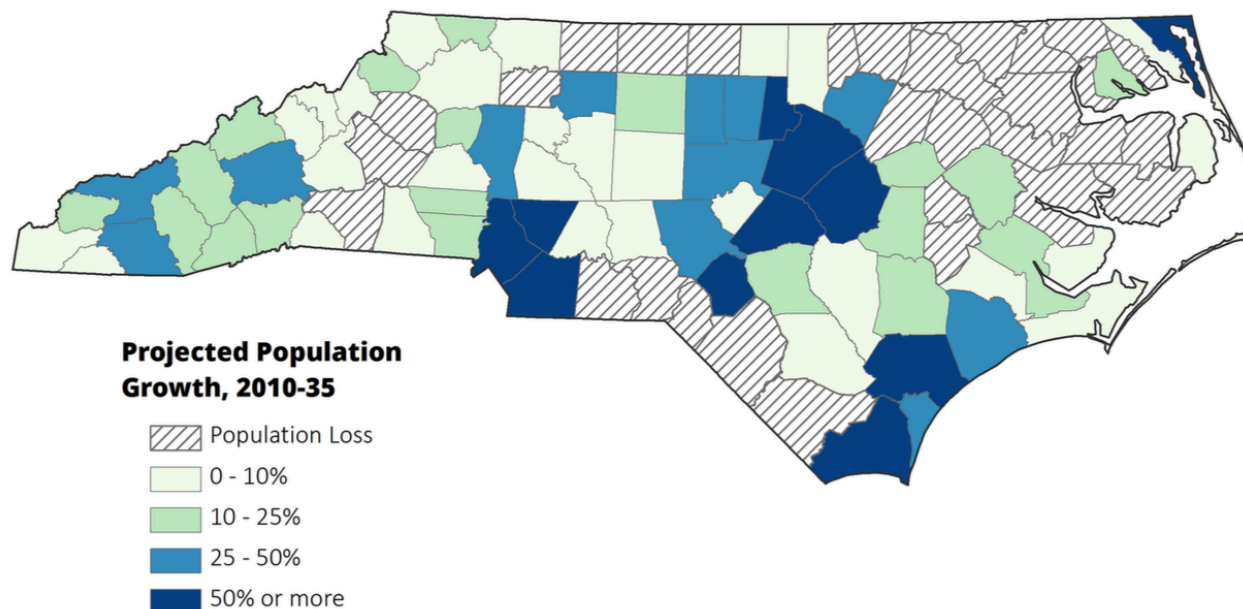 Projected Population
Growth, 2010-35
Population Loss
0 - 10%
10 - 25%
25 - 50%
50% or more